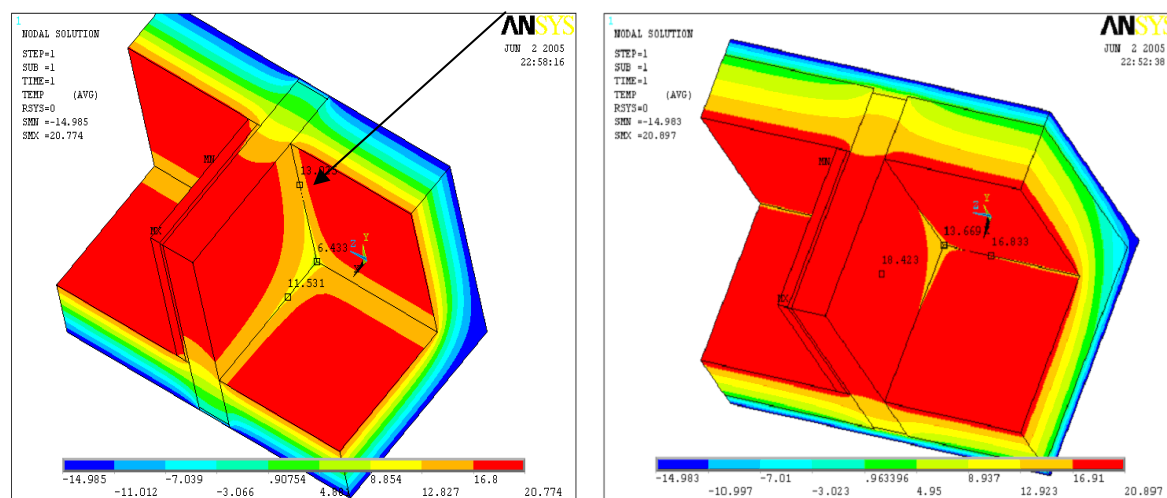 1
ANSYS
NODAL SOLUTION
JUN 2 2005
22:58:16
STEP=1
SUB =1
TIME=1
TEMP (AVG)
RSYS=0
SMN =-14.985
SMX =20.774
MN
MX
6.433
11.531
Z
Y
-14.985 -7.039 .90754 8.854 16.8
-11.012 -3.066 12.827 20.774
1
ANSYS
NODAL SOLUTION
JUN 2 2005
22:52:38
STEP=1
SUB =1
TIME=1
TEMP (AVG)
RSYS=0
SMN =-14.983
SMX =20.897
MN
MX
13.669
16.833
18.423
Z
Y
-14.983 -7.01 .963396 8.937 16.91
-10.997 -3.023 4.95 12.923 20.897